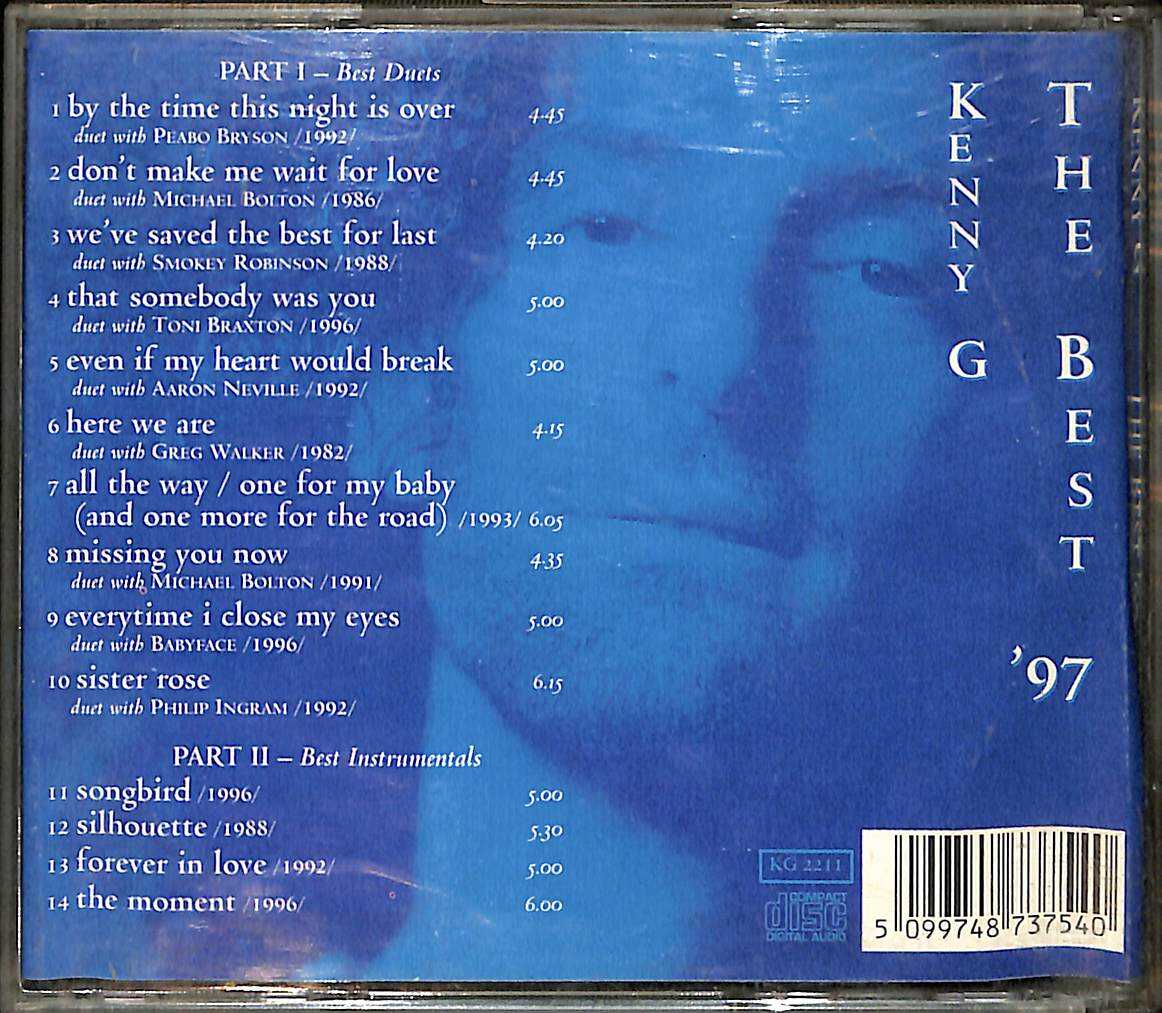 PART I – Best Duets
1 by the time this night is over 4.45
duet with PEABO BRYSON /1992/
2 don't make me wait for love 4.45
duet with MICHAEL BOLTON /1986/
3 we've saved the best for last 4.20
duet with SMOKEY ROBINSON /1988/
4 that somebody was you 5.00
duet with TONI BRAXTON /1996/
5 even if my heart would break 5.00
duet with AARON NEVILLE /1992/
6 here we are 4.15
duet with GREG WALKER /1982/
7 all the way / one for my baby
(and one more for the road) /1993/ 6.05
8 missing you now 4.35
duet with MICHAEL BOLTON /1991/
9 everytime i close my eyes 5.00
duet with BABYFACE /1996/
10 sister rose 6.15
duet with PHILIP INGRAM /1992/
PART II – Best Instrumentals
11 songbird /1996/ 5.00
12 silhouette /1988/ 5.30
13 forever in love /1992/ 5.00
14 the moment /1996/ 6.00
KENNY G
THE BEST '97
KG 2211
COMPACT
disc
DIGITAL AUDIO
5 099748 737540